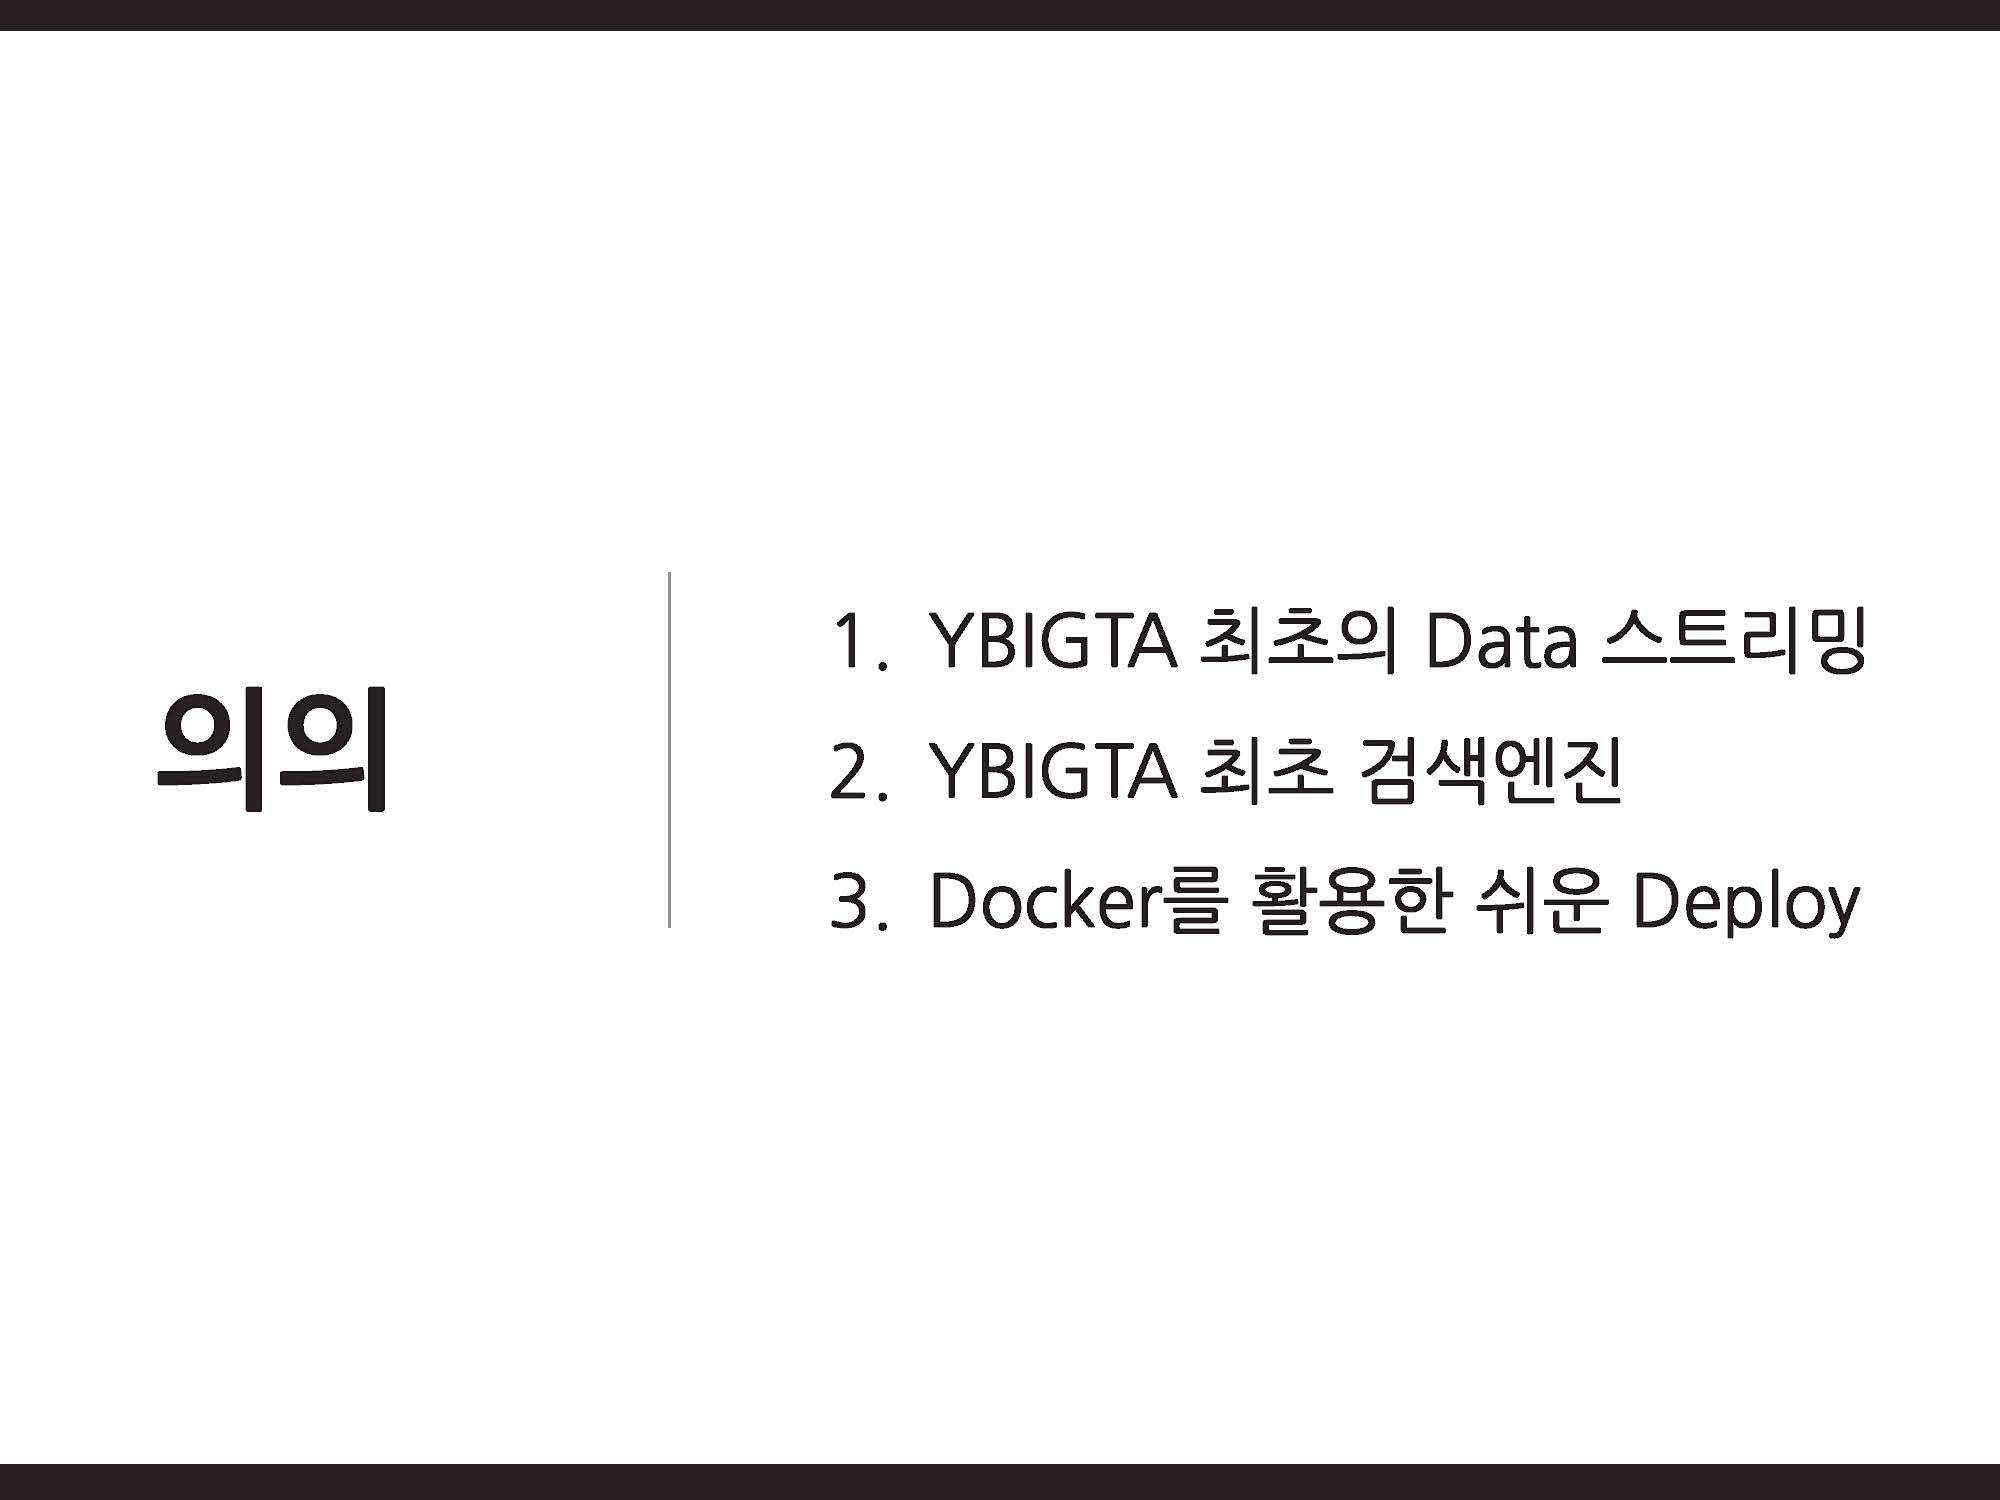 의의
1. YBIGTA 최초의 Data 스트리밍
2. YBIGTA 최초 검색엔진
3. Docker를 활용한 쉬운 Deploy